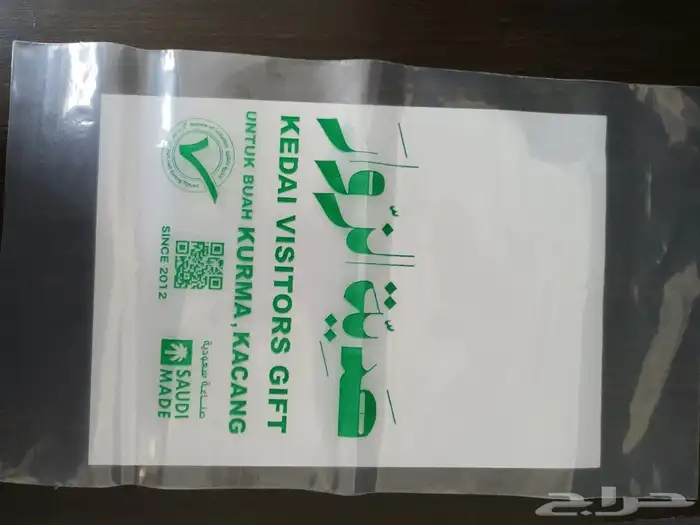 هدية الزوار
KEDAI VISITORS GIFT
UNTUK BUAH KURMA, KACANG
SINCE 2012
صناعة سعودية
SAUDI
MADE
حراج